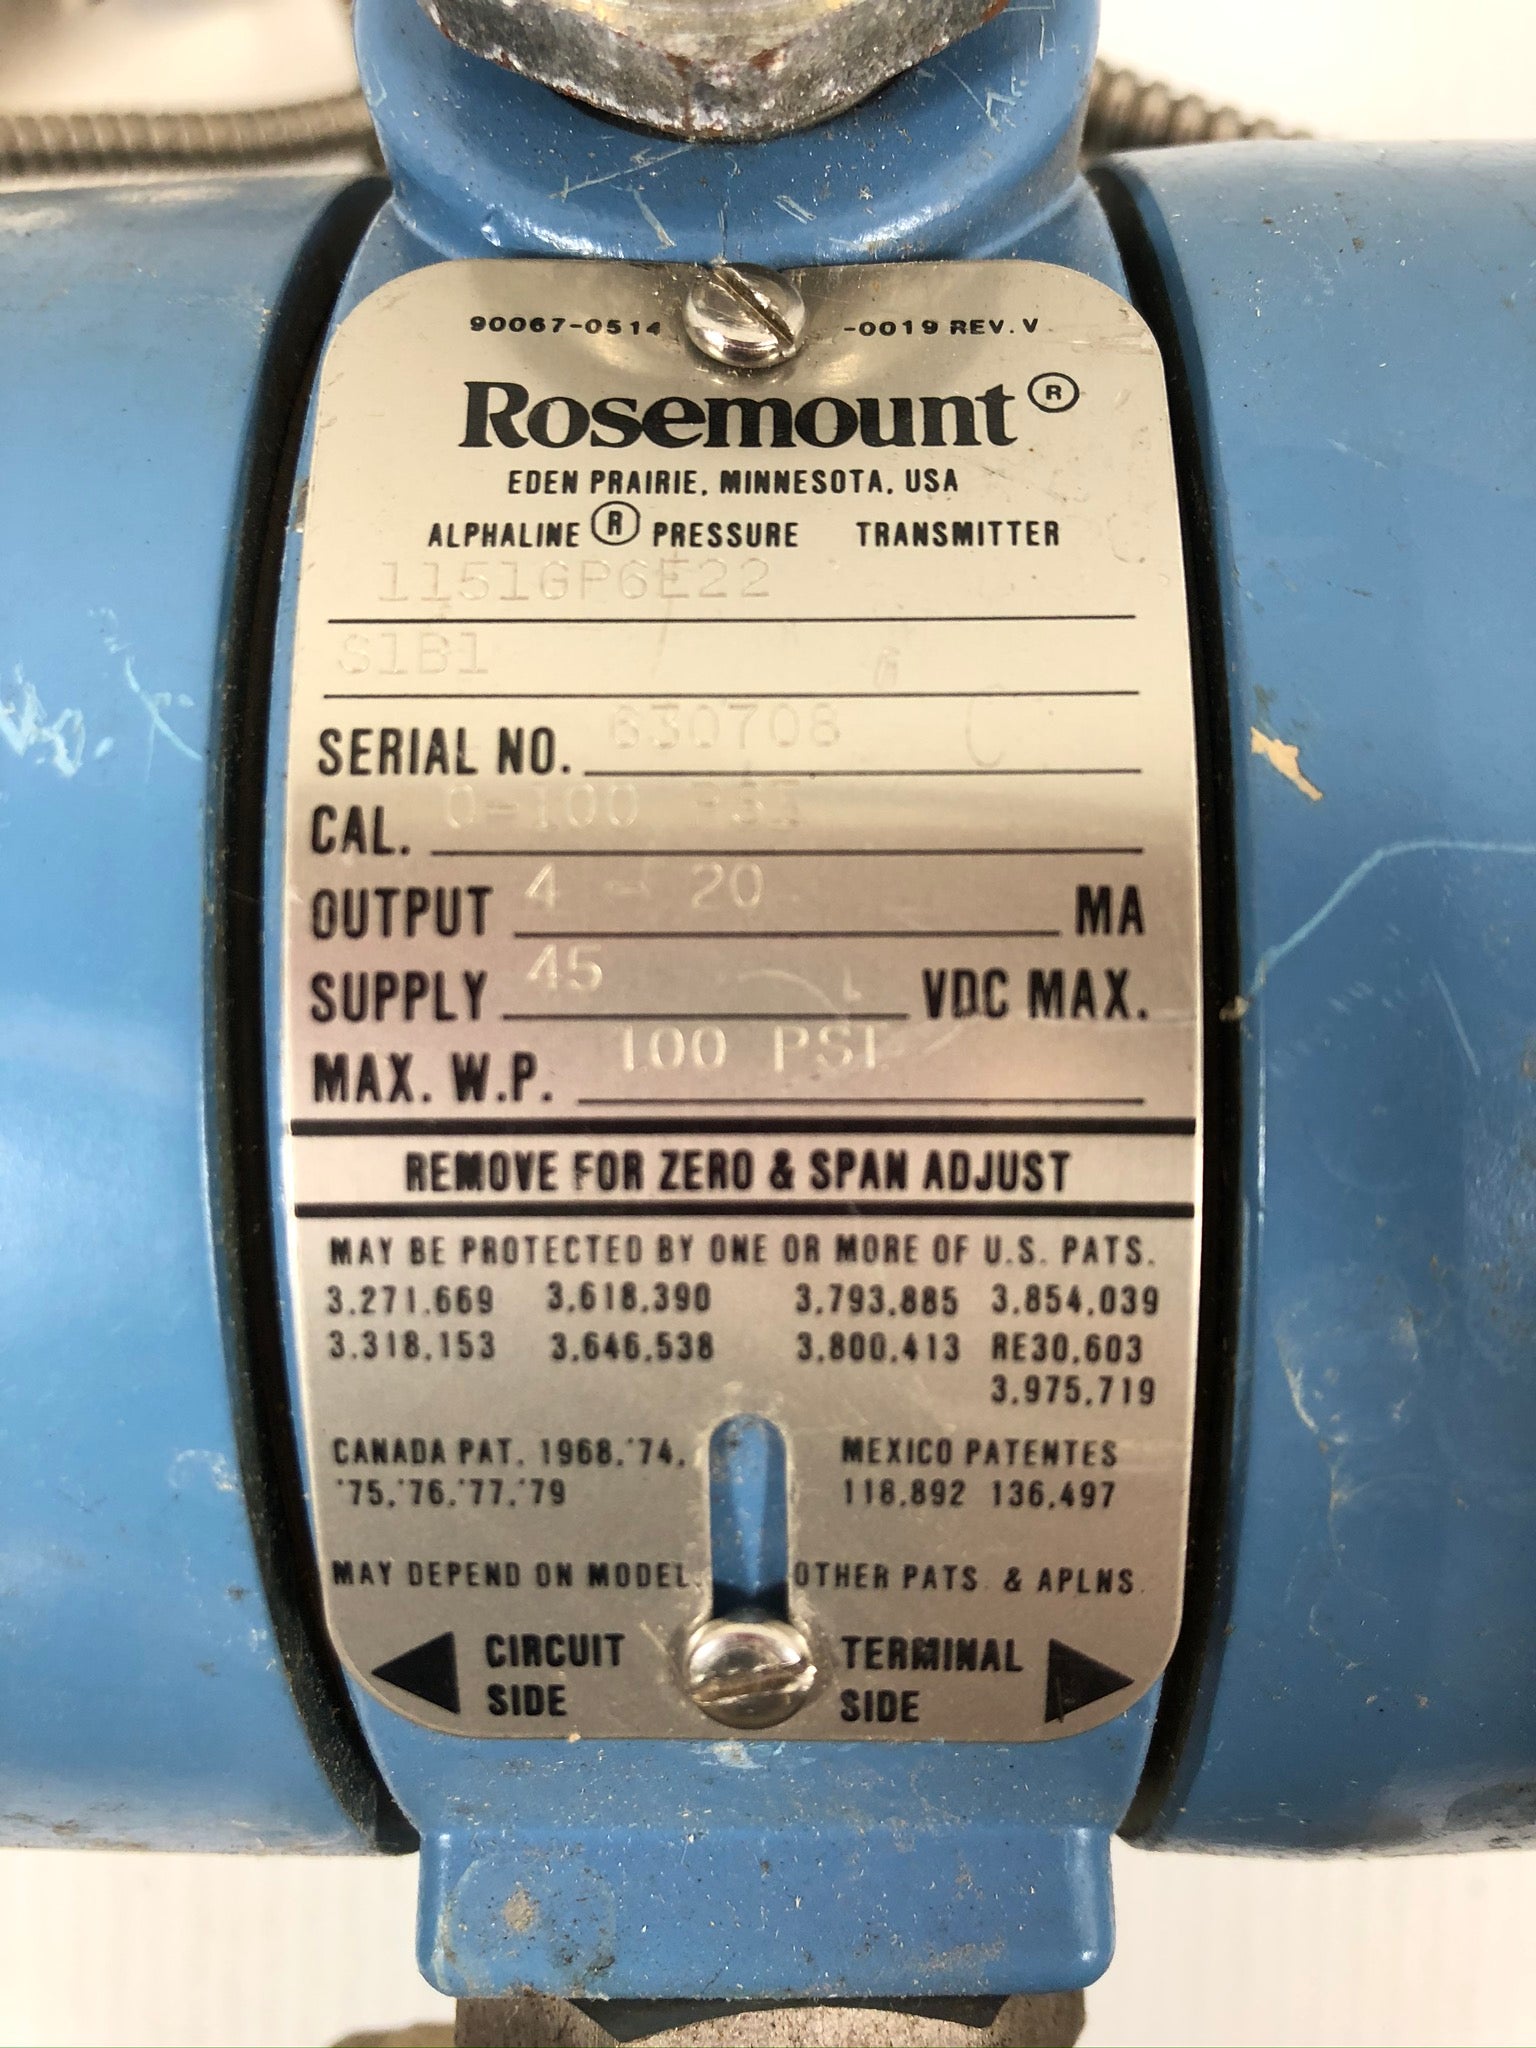 90067-0514 -0019 REV. V
Rosemount®
EDEN PRAIRIE, MINNESOTA, USA
ALPHALINE ® PRESSURE TRANSMITTER
1151GP6E22
S1B1
SERIAL NO. 630708
CAL. 0-100 PSI
OUTPUT 4 - 20 MA
SUPPLY 45 VDC MAX.
MAX. W.P. 100 PSI
REMOVE FOR ZERO & SPAN ADJUST
MAY BE PROTECTED BY ONE OR MORE OF U.S. PATS.
3,271,669 3,618,390 3,793,885 3,854,039
3,318,153 3,646,538 3,800,413 RE30,603
3,975,719
CANADA PAT. 1968,'74, MEXICO PATENTES
'75,'76,'77,'79 118,892 136,497
MAY DEPEND ON MODEL. OTHER PATS. & APLNS.
CIRCUIT SIDE
TERMINAL SIDE